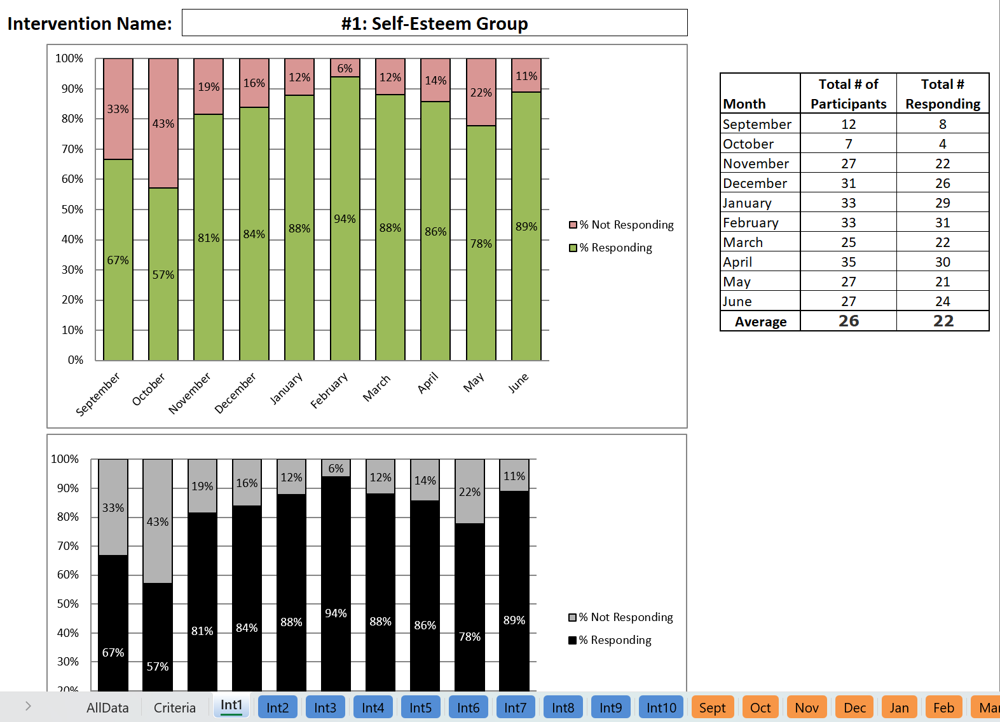 Intervention Name: #1: Self-Esteem Group
100%
90%
80%
70%
60%
50%
40%
30%
20%
10%
0%
33% 43% 19% 16% 12% 6% 12% 14% 22% 11%
67% 57% 81% 84% 88% 94% 88% 86% 78% 89%
September October November December January February March April May June
% Not Responding
% Responding
Month Total # of Participants Total # Responding
September 12 8
October 7 4
November 27 22
December 31 26
January 33 29
February 33 31
March 25 22
April 35 30
May 27 21
June 27 24
Average 26 22
100%
90%
80%
70%
60%
50%
40%
30%
20%
33% 43% 19% 16% 12% 6% 12% 14% 22% 11%
67% 57% 81% 84% 88% 94% 88% 86% 78% 89%
% Not Responding
% Responding
AllData Criteria Int1 Int2 Int3 Int4 Int5 Int6 Int7 Int8 Int9 Int10 Sept Oct Nov Dec Jan Feb Mar